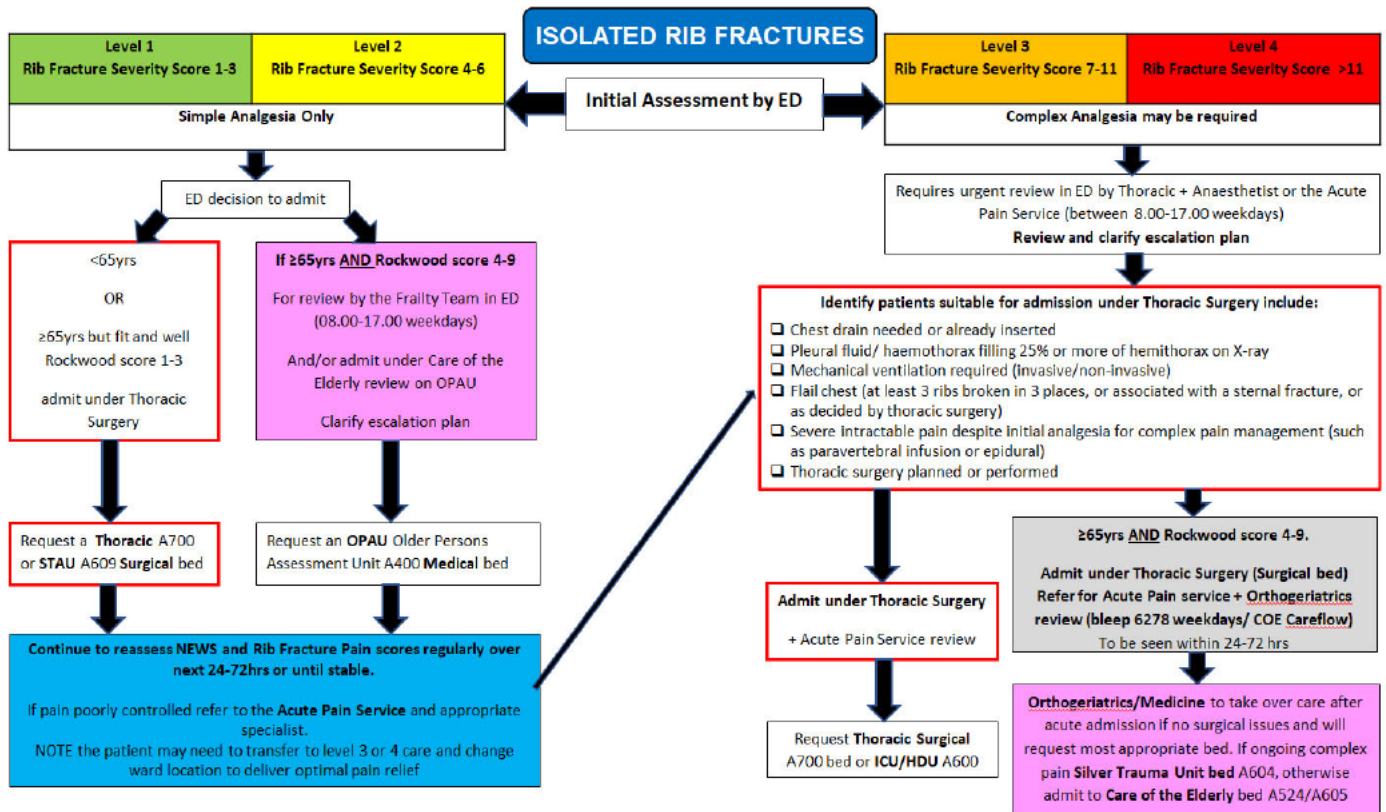 ISOLATED RIB FRACTURES
Level 1
Rib Fracture Severity Score 1-3
Level 2
Rib Fracture Severity Score 4-6
Simple Analgesia Only
Initial Assessment by ED
Level 3
Rib Fracture Severity Score 7-11
Level 4
Rib Fracture Severity Score >11
Complex Analgesia may be required
ED decision to admit
<65yrs
OR
≥65yrs but fit and well
Rockwood score 1-3
admit under Thoracic
Surgery
If ≥65yrs AND Rockwood score 4-9
For review by the Frailty Team in ED
(08.00-17.00 weekdays)
And/or admit under Care of the
Elderly review on OPAU
Clarify escalation plan
Request a Thoracic A700
or STAU A609 Surgical bed
Request an OPAU Older Persons
Assessment Unit A400 Medical bed
Continue to reassess NEWS and Rib Fracture Pain scores regularly over
next 24-72hrs or until stable.
If pain poorly controlled refer to the Acute Pain Service and appropriate
specialist.
NOTE the patient may need to transfer to level 3 or 4 care and change
ward location to deliver optimal pain relief
Requires urgent review in ED by Thoracic + Anaesthetist or the Acute
Pain Service (between 8.00-17.00 weekdays)
Review and clarify escalation plan
Identify patients suitable for admission under Thoracic Surgery include:
❑ Chest drain needed or already inserted
❑ Pleural fluid/ haemothorax filling 25% or more of hemithorax on X-ray
❑ Mechanical ventilation required (invasive/non-invasive)
❑ Flail chest (at least 3 ribs broken in 3 places, or associated with a sternal fracture, or
as decided by thoracic surgery)
❑ Severe intractable pain despite initial analgesia for complex pain management (such
as paravertebral infusion or epidural)
❑ Thoracic surgery planned or performed
Admit under Thoracic Surgery
+ Acute Pain Service review
Request Thoracic Surgical
A700 bed or ICU/HDU A600
≥65yrs AND Rockwood score 4-9.
Admit under Thoracic Surgery (Surgical bed)
Refer for Acute Pain service + Orthogeriatrics
review (bleep 6278 weekdays/ COE Careflow)
To be seen within 24-72 hrs
Orthogeriatrics/Medicine to take over care after
acute admission if no surgical issues and will
request most appropriate bed. If ongoing complex
pain Silver Trauma Unit bed A604, otherwise
admit to Care of the Elderly bed A524/A605